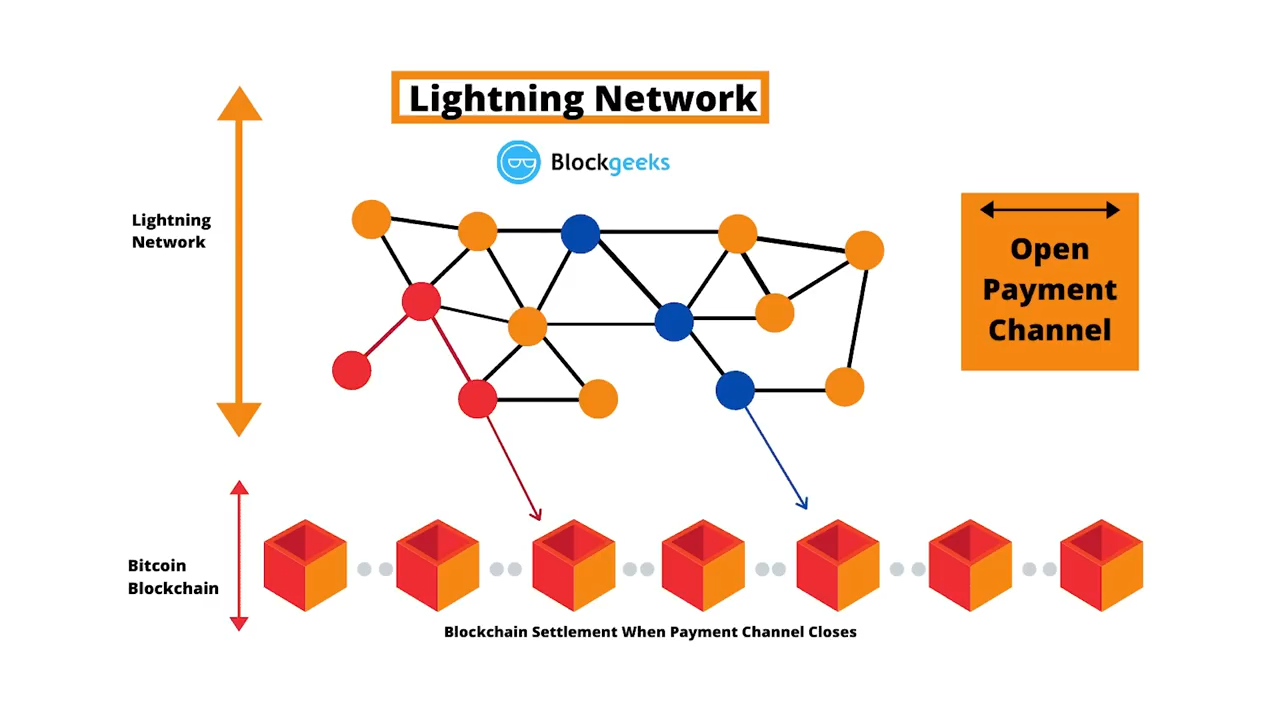 Lightning Network
Blockgeeks
Lightning
Network
Open
Payment
Channel
Bitcoin
Blockchain
Blockchain Settlement When Payment Channel Closes